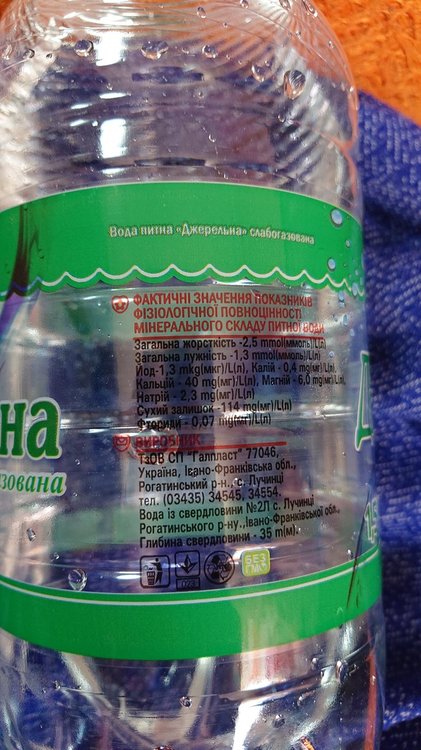 Вода питна «Джерельна» слабогазована
ФАКТИЧНІ ЗНАЧЕННЯ ПОКАЗНИКІВ
ФІЗІОЛОГІЧНОЇ ПОВНОЦІННОСТІ
МІНЕРАЛЬНОГО СКЛАДУ ПИТНОЇ ВОДИ
Загальна жорсткість -2,5 mmol(ммоль)/L(л)
Загальна лужність -1,3 mmol(ммоль)/L(л)
Йод-1,3 mkg(мкг)/L(л), Калій - 0,4 mg(мг)/L(л),
Кальцій - 40 mg(мг)/L(л), Магній - 6,0 mg(мг)/L(л)
Натрій - 2,3 mg(мг)/L(л)
Сухий залишок -114 mg(мг)/L(л)
Фториди - 0,07 mg(мг)/L(л)
ВИРОБНИК:
ТзОВ СП "Галпласт" 77046,
Україна, Івано-Франківська обл.,
Рогатинський р-н., с. Лучинці
тел. (03435) 34545, 34554.
Вода із свердловини №2Л с. Лучинці
Рогатинського р-ну.,Івано-Франківської обл.,
Глибина свердловини - 35 m(м).
БЕЗ
ГМО
на
зована
Д
1,5